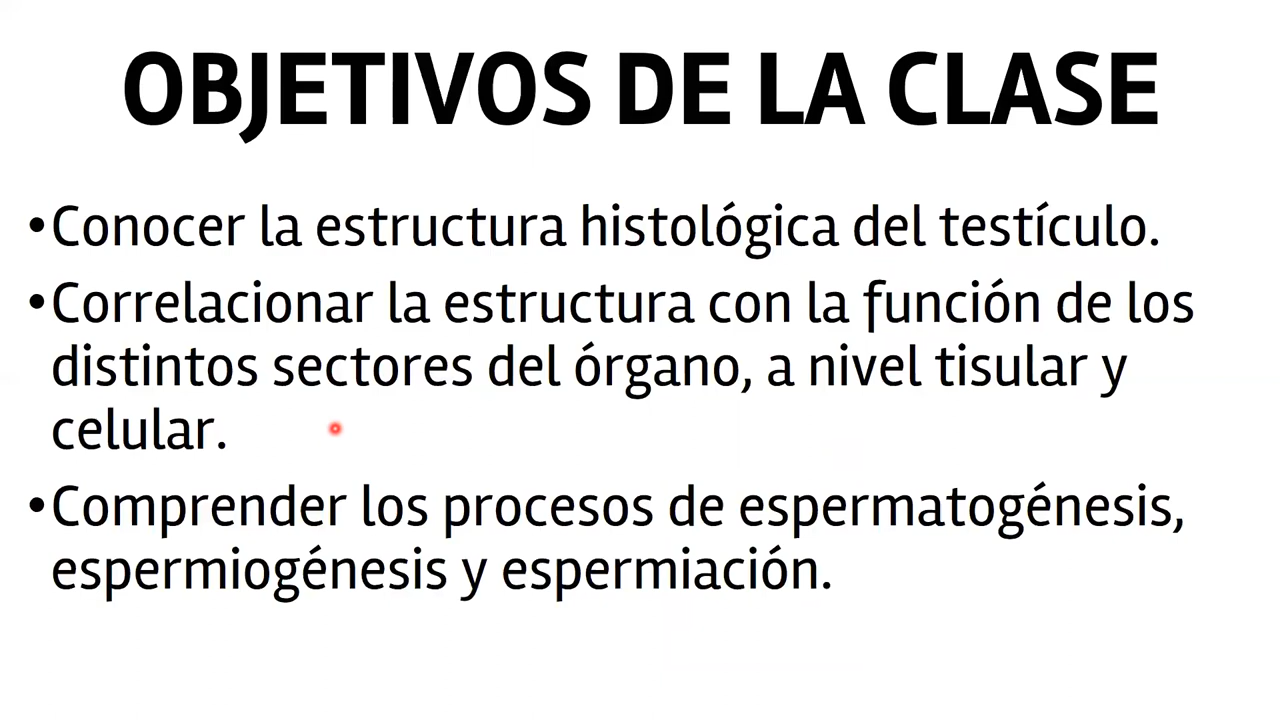 OBJETIVOS DE LA CLASE
•Conocer la estructura histológica del testículo.
•Correlacionar la estructura con la función de los
distintos sectores del órgano, a nivel tisular y
celular.
•Comprender los procesos de espermatogénesis,
espermiogénesis y espermiación.